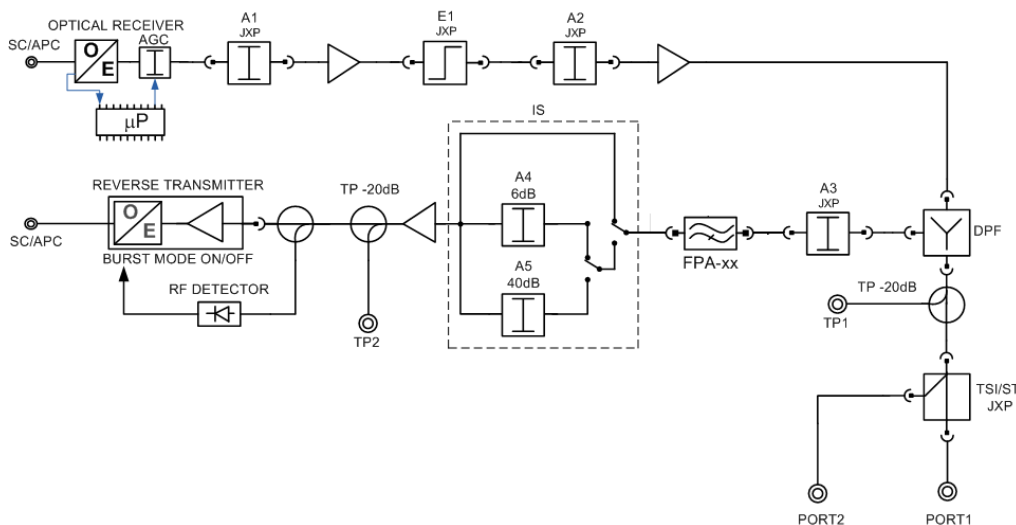 OPTICAL RECEIVER
SC/APC
AGC
O
E
µP
A1
JXP
E1
JXP
A2
JXP
IS
REVERSE TRANSMITTER
TP -20dB
O
E
SC/APC
BURST MODE ON/OFF
RF DETECTOR
TP2
A4
6dB
A5
40dB
FPA-xx
A3
JXP
DPF
TP -20dB
TP1
TSI/ST
JXP
PORT2
PORT1